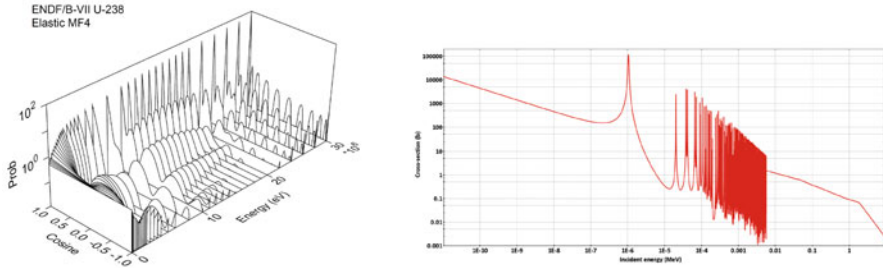 ENDF/B-VII U-238
Elastic MF4
10²
10⁰
Prob
1.0
0.5
0.0
-0.5
-1.0
Cosine
0
10
20
30
*10⁶
Energy (eV)
100000
10000
1000
100
10
1
0.1
0.01
0.001
Cross-section (b)
1E-10
1E-9
1E-8
1E-7
1E-6
1E-5
1E-4
0.001
0.01
0.1
1
Incident energy (MeV)